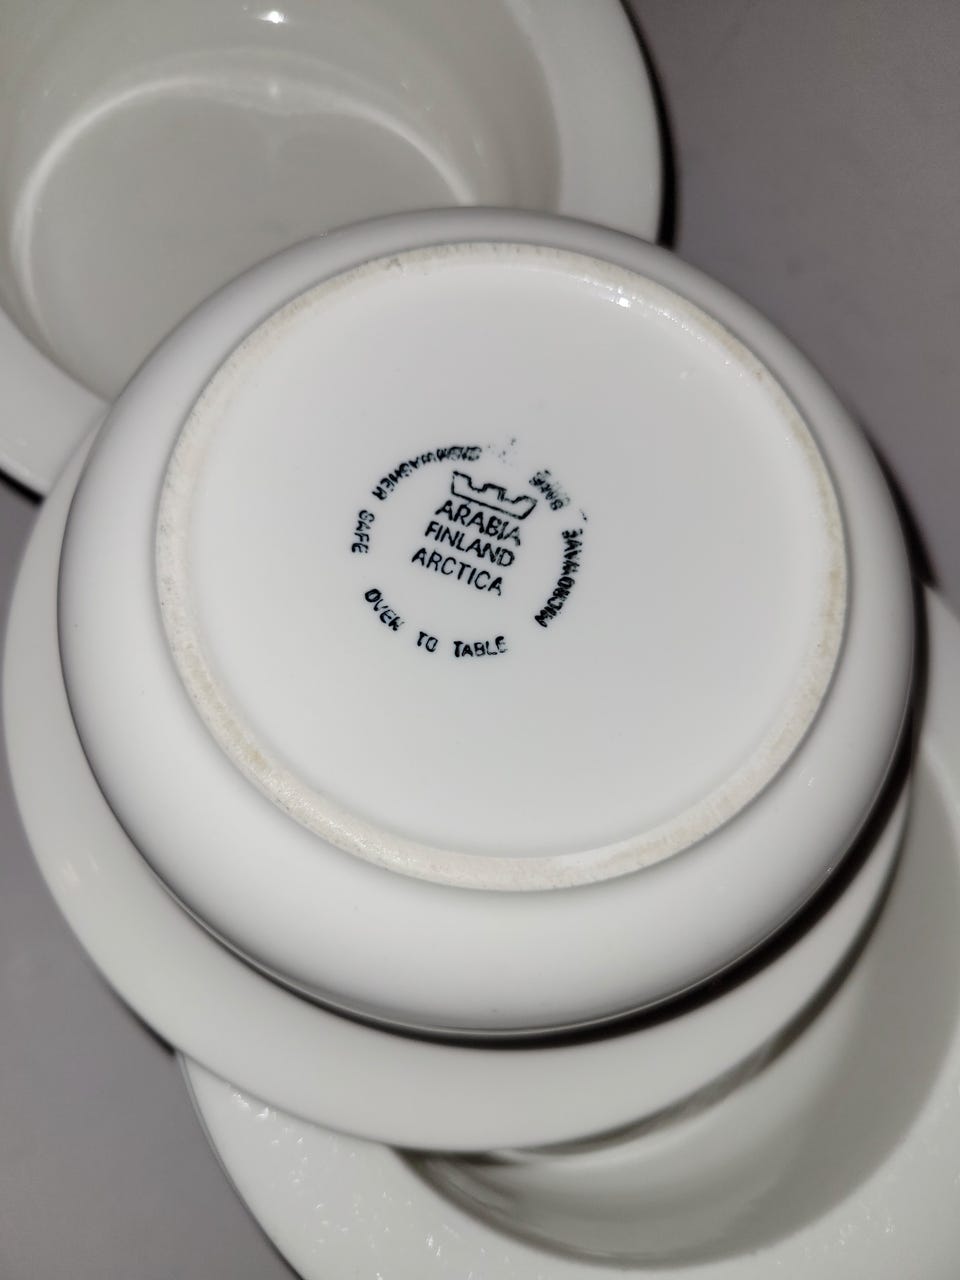 ARABIA
FINLAND
ARCTICA
DISHWASHER SAFE
OVEN TO TABLE
MICROWAVE SAFE